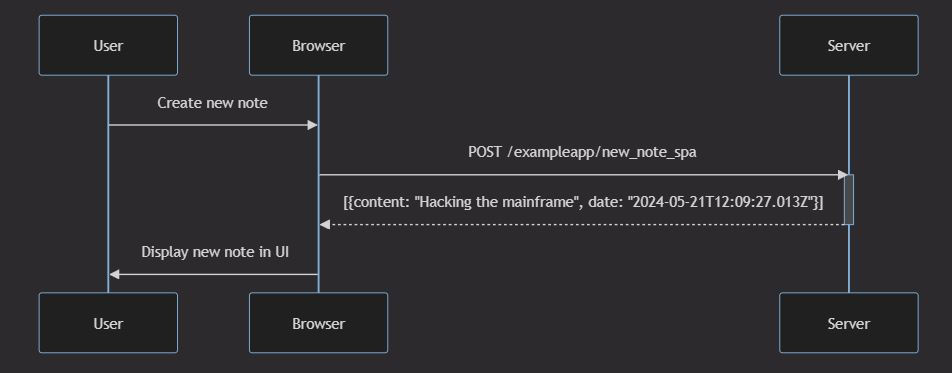 User
Browser
Server
Create new note
POST /exampleapp/new_note_spa
[{content: "Hacking the mainframe", date: "2024-05-21T12:09:27.013Z"}]
Display new note in UI
User
Browser
Server